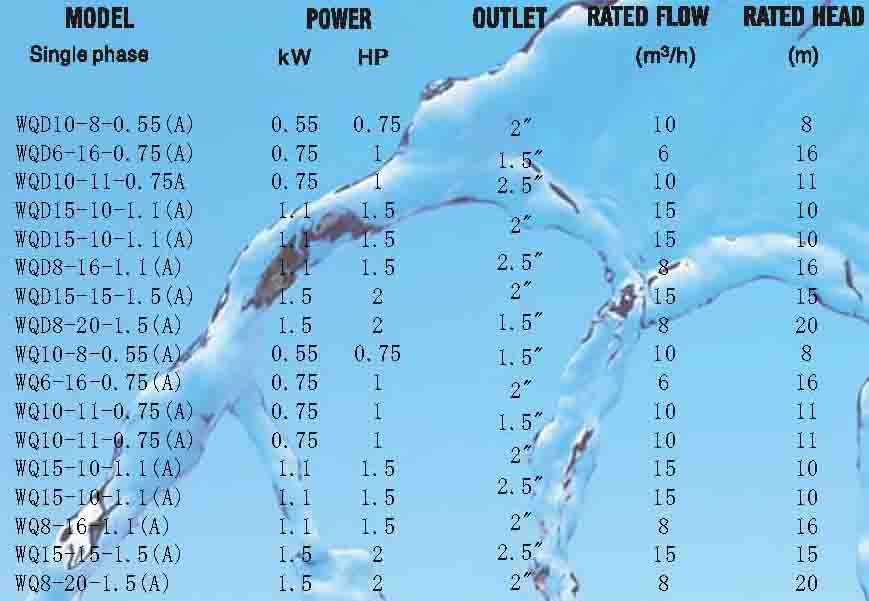 MODEL POWER OUTLET RATED FLOW RATED HEAD
Single phase kW HP (m³/h) (m)
WQD10-8-0.55(A) 0.55 0.75 2″ 10 8
WQD6-16-0.75(A) 0.75 1 1.5″ 6 16
WQD10-11-0.75A 0.75 1 2.5″ 10 11
WQD15-10-1.1(A) 1.1 1.5 2″ 15 10
WQD15-10-1.1(A) 1.1 1.5 15 10
WQD8-16-1.1(A) 1.1 1.5 2.5″ 8 16
WQD15-15-1.5(A) 1.5 2 2″ 15 15
WQD8-20-1.5(A) 1.5 2 1.5″ 8 20
WQ10-8-0.55(A) 0.55 0.75 1.5″ 10 8
WQ6-16-0.75(A) 0.75 1 2″ 6 16
WQ10-11-0.75(A) 0.75 1 1.5″ 10 11
WQ10-11-0.75(A) 0.75 1 2″ 10 11
WQ15-10-1.1(A) 1.1 1.5 15 10
WQ15-10-1.1(A) 1.1 1.5 2.5″ 15 10
WQ8-16-1.1(A) 1.1 1.5 2″ 8 16
WQ15-15-1.5(A) 1.5 2 2.5″ 15 15
WQ8-20-1.5(A) 1.5 2 2″ 8 20